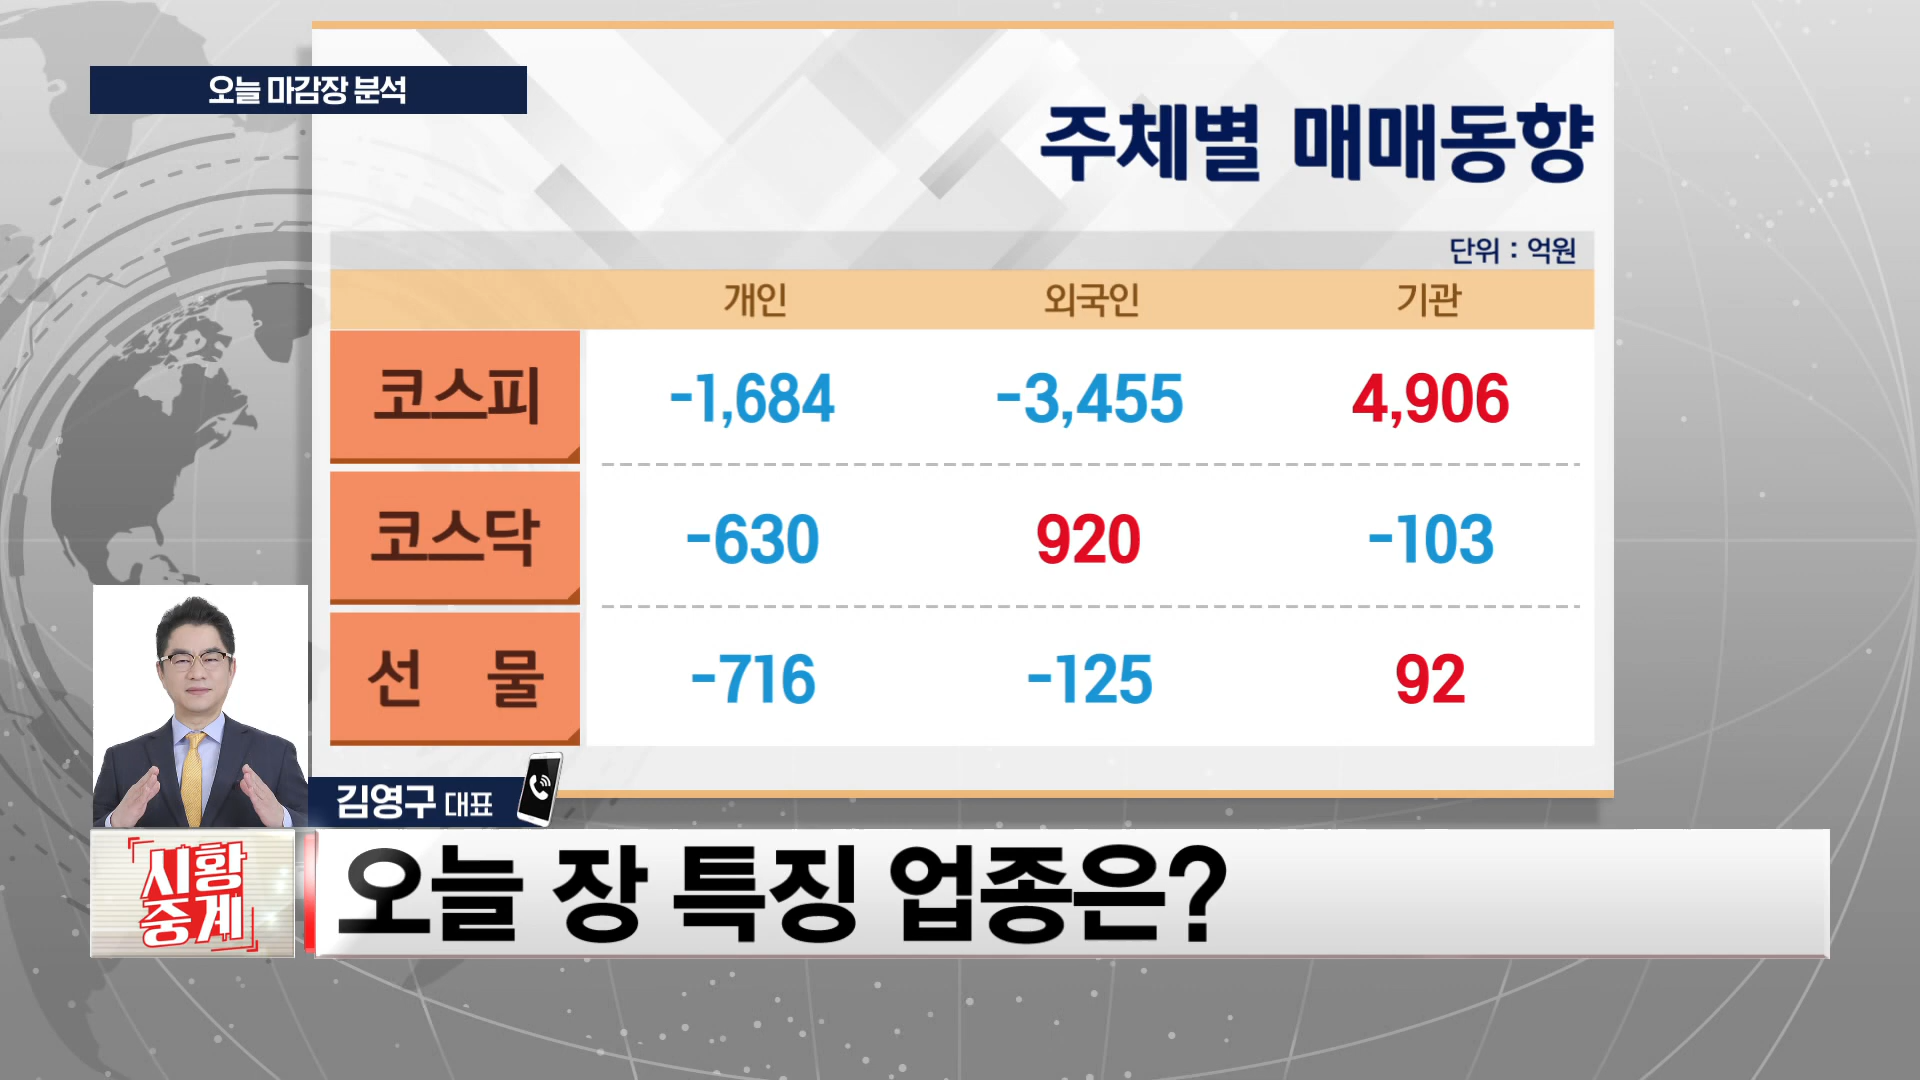 오늘 마감장 분석
주체별 매매동향
단위 : 억원
개인 외국인 기관
코스피 -1,684 -3,455 4,906
코스닥 -630 920 -103
선 물 -716 -125 92
김영구 대표
시황
중계
오늘 장 특징 업종은?